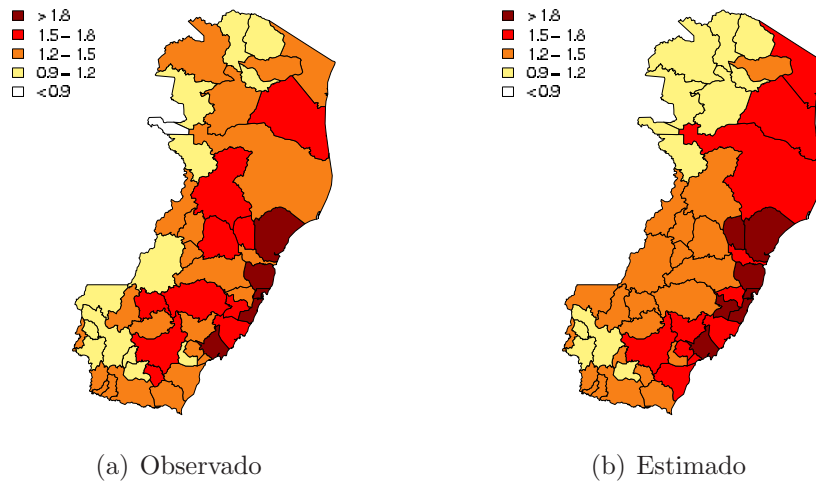 > 1.8
1.5 – 1.8
1.2 – 1.5
0.9 – 1.2
< 0.9
> 1.8
1.5 – 1.8
1.2 – 1.5
0.9 – 1.2
< 0.9
(a) Observado
(b) Estimado